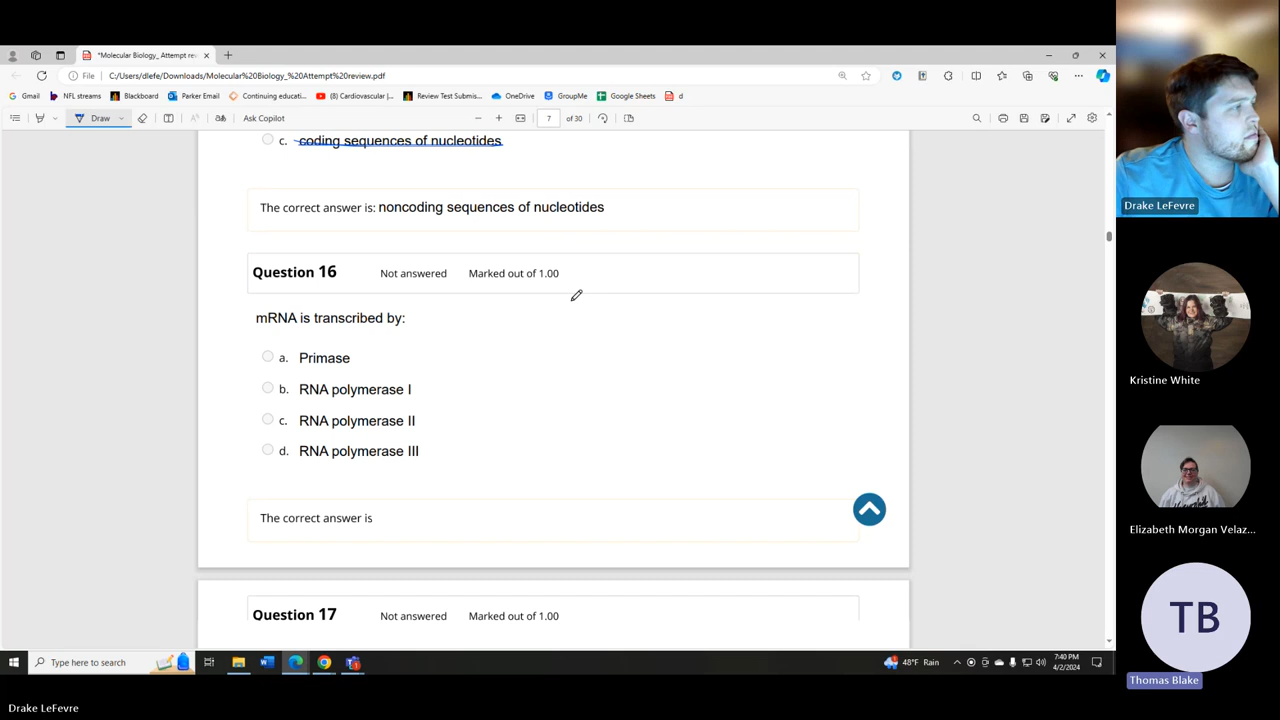 *Molecular Biology_ Attempt re
File
C:/Users/dlefe/Downloads/Molecular%20Biology_%20Attempt%20review.pdf
Gmail
NFL streams
Blackboard
Parker Email
Continuing educati...
(8) Cardiovascular |...
Review Test Submis...
OneDrive
GroupMe
Google Sheets
d
Draw
Ask Copilot
7 of 30
c. coding sequences of nucleotides
The correct answer is: noncoding sequences of nucleotides
Question 16 Not answered Marked out of 1.00
mRNA is transcribed by:
a. Primase
b. RNA polymerase I
c. RNA polymerase II
d. RNA polymerase III
The correct answer is
Question 17 Not answered Marked out of 1.00
Type here to search
48°F Rain
7:40 PM
4/2/2024
Drake LeFevre
Kristine White
Elizabeth Morgan Velaz...
TB
Thomas Blake
Drake LeFevre